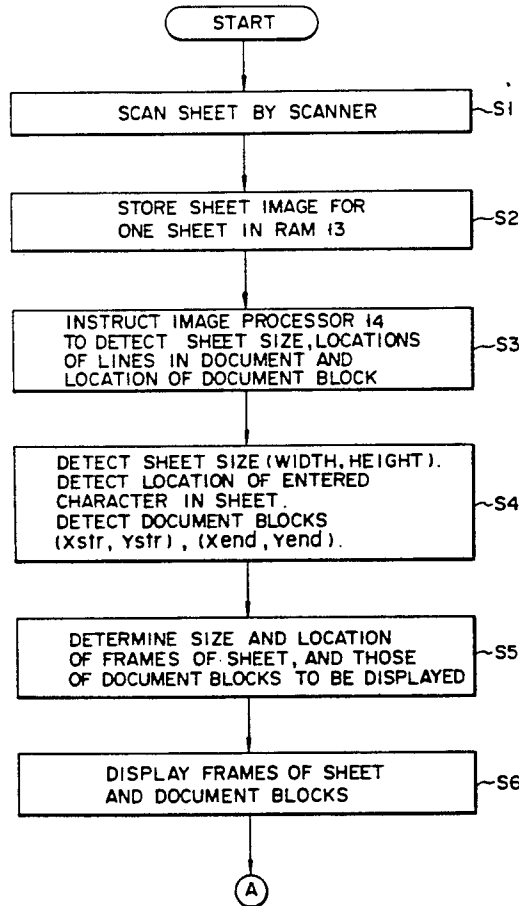 START
SCAN SHEET BY SCANNER
S1
STORE SHEET IMAGE FOR
ONE SHEET IN RAM 13
S2
INSTRUCT IMAGE PROCESSOR 14
TO DETECT SHEET SIZE, LOCATIONS
OF LINES IN DOCUMENT AND
LOCATION OF DOCUMENT BLOCK
S3
DETECT SHEET SIZE (WIDTH, HEIGHT).
DETECT LOCATION OF ENTERED
CHARACTER IN SHEET.
DETECT DOCUMENT BLOCKS
(Xstr, Ystr), (Xend, Yend).
S4
DETERMINE SIZE AND LOCATION
OF FRAMES OF SHEET, AND THOSE
OF DOCUMENT BLOCKS TO BE DISPLAYED
S5
DISPLAY FRAMES OF SHEET
AND DOCUMENT BLOCKS
S6
A